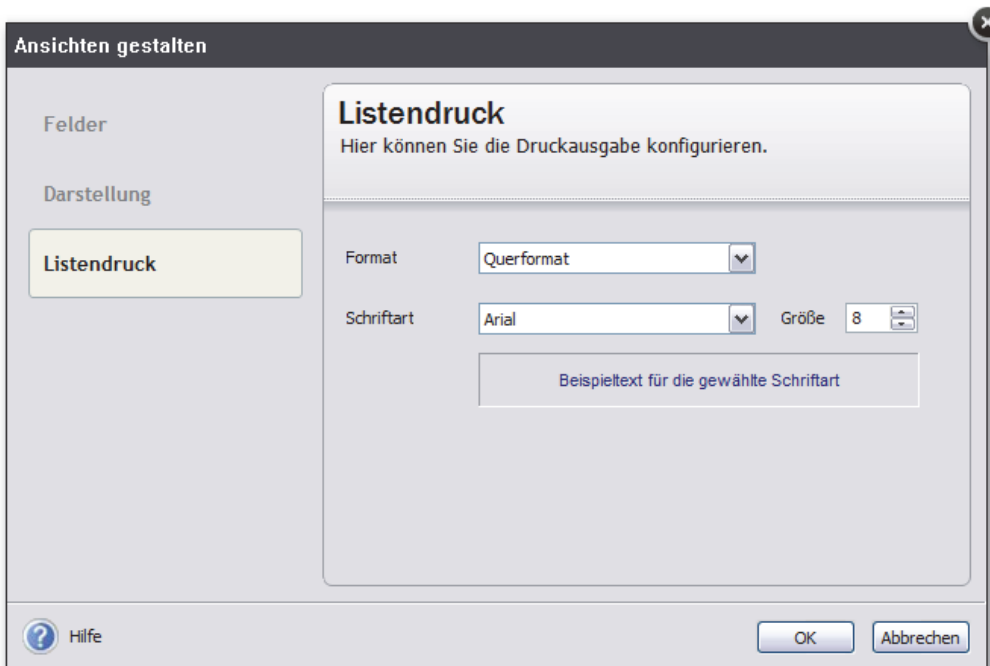 Ansichten gestalten
Felder
Darstellung
Listendruck
Listendruck
Hier können Sie die Druckausgabe konfigurieren.
Format Querformat
Schriftart Arial Größe 8
Beispieltext für die gewählte Schriftart
Hilfe OK Abbrechen